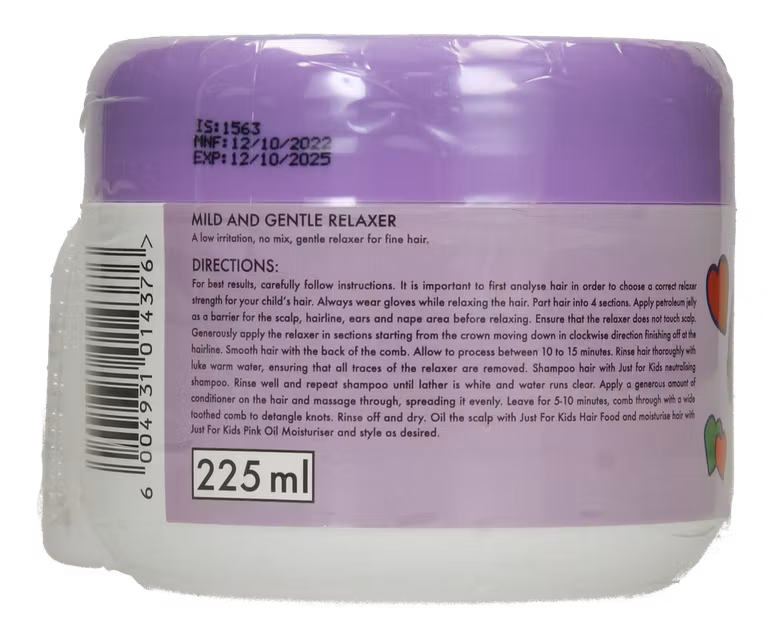 IS:1563
MNF:12/10/2022
EXP:12/10/2025
MILD AND GENTLE RELAXER
A low irritation, no mix, gentle relaxer for fine hair.
DIRECTIONS:
For best results, carefully follow instructions. It is important to first analyse hair in order to choose a correct relaxer
strength for your child's hair. Always wear gloves while relaxing the hair. Part hair into 4 sections. Apply petroleum jelly
as a barrier for the scalp, hairline, ears and nape area before relaxing. Ensure that the relaxer does not touch scalp.
Generously apply the relaxer in sections starting from the crown moving down in clockwise direction finishing off at the
hairline. Smooth hair with the back of the comb. Allow to process between 10 to 15 minutes. Rinse hair thoroughly with
luke warm water, ensuring that all traces of the relaxer are removed. Shampoo hair with Just For Kids neutralising
shampoo. Rinse well and repeat shampoo until lather is white and water runs clear. Apply a generous amount of
conditioner on the hair and massage through, spreading it evenly. Leave for 5-10 minutes, comb through with a wide
toothed comb to detangle knots. Rinse off and dry. Oil the scalp with Just For Kids Hair Food and moisturise hair with
Just For Kids Pink Oil Moisturiser and style as desired.
225 ml
6 004931 014376 >